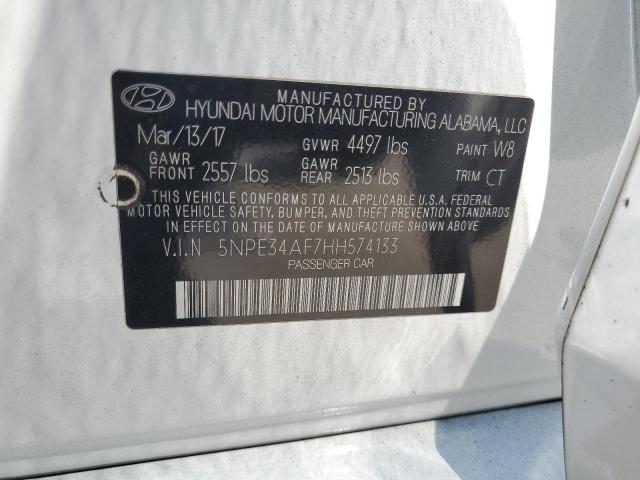 MANUFACTURED BY
HYUNDAI MOTOR MANUFACTURING ALABAMA, LLC
Mar/13/17 GVWR 4497 lbs PAINT W8
GAWR FRONT 2557 lbs GAWR REAR 2513 lbs TRIM CT
THIS VEHICLE CONFORMS TO ALL APPLICABLE U.S.A FEDERAL
MOTOR VEHICLE SAFETY, BUMPER, AND THEFT PREVENTION
STANDARDS IN EFFECT ON THE DATE OF MANUFACTURE SHOWN ABOVE.
V.I.N 5NPE34AF7HH574133
PASSENGER CAR